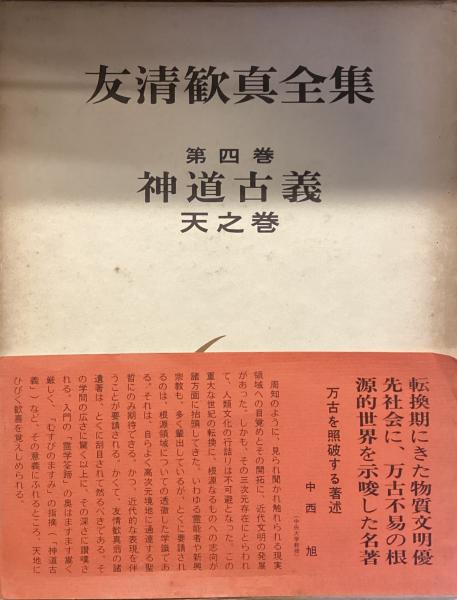 友清歓真全集
第四巻
神道古義
天之巻
転換期にきた物質文明優
先社会に、万古不易の根
源的世界を示唆した名著
万古を照破する著述
中西 旭
(中央大学教授)
周知のように、見られ聞かれ触れられる現実
領域への目覚めとその開拓に、近代文明の発展
があった。しかも、その三次元存在にとらわれ
て、人類文化の行詰りは不可避となった。この
重大な世紀の転換に、根源なるものへの志向が
諸方面に抬頭してきた。いわゆる霊能者や新興
宗教も、多く輩出しているが、とくに要請され
るのは、根源領域についての透徹した学識であ
る。それは、自らよく高次元境地に通達する聖
哲にのみ期待できる。かつ、近代的な表現を伴
うことが要請される。かくて、友清歓真翁の諸
遺著は、とくに刮目されて然るべきである。そ
の学問の広さに驚く以上に、その深さに讃嘆さ
れる。入門の「霊学筌蹄」の奥はますます嵩く
厳しく、「むすびのますみ」の指摘(「神道古
義」)など、その意義にふれるところ、天地に
ひびく歓喜を覚えしめられる。